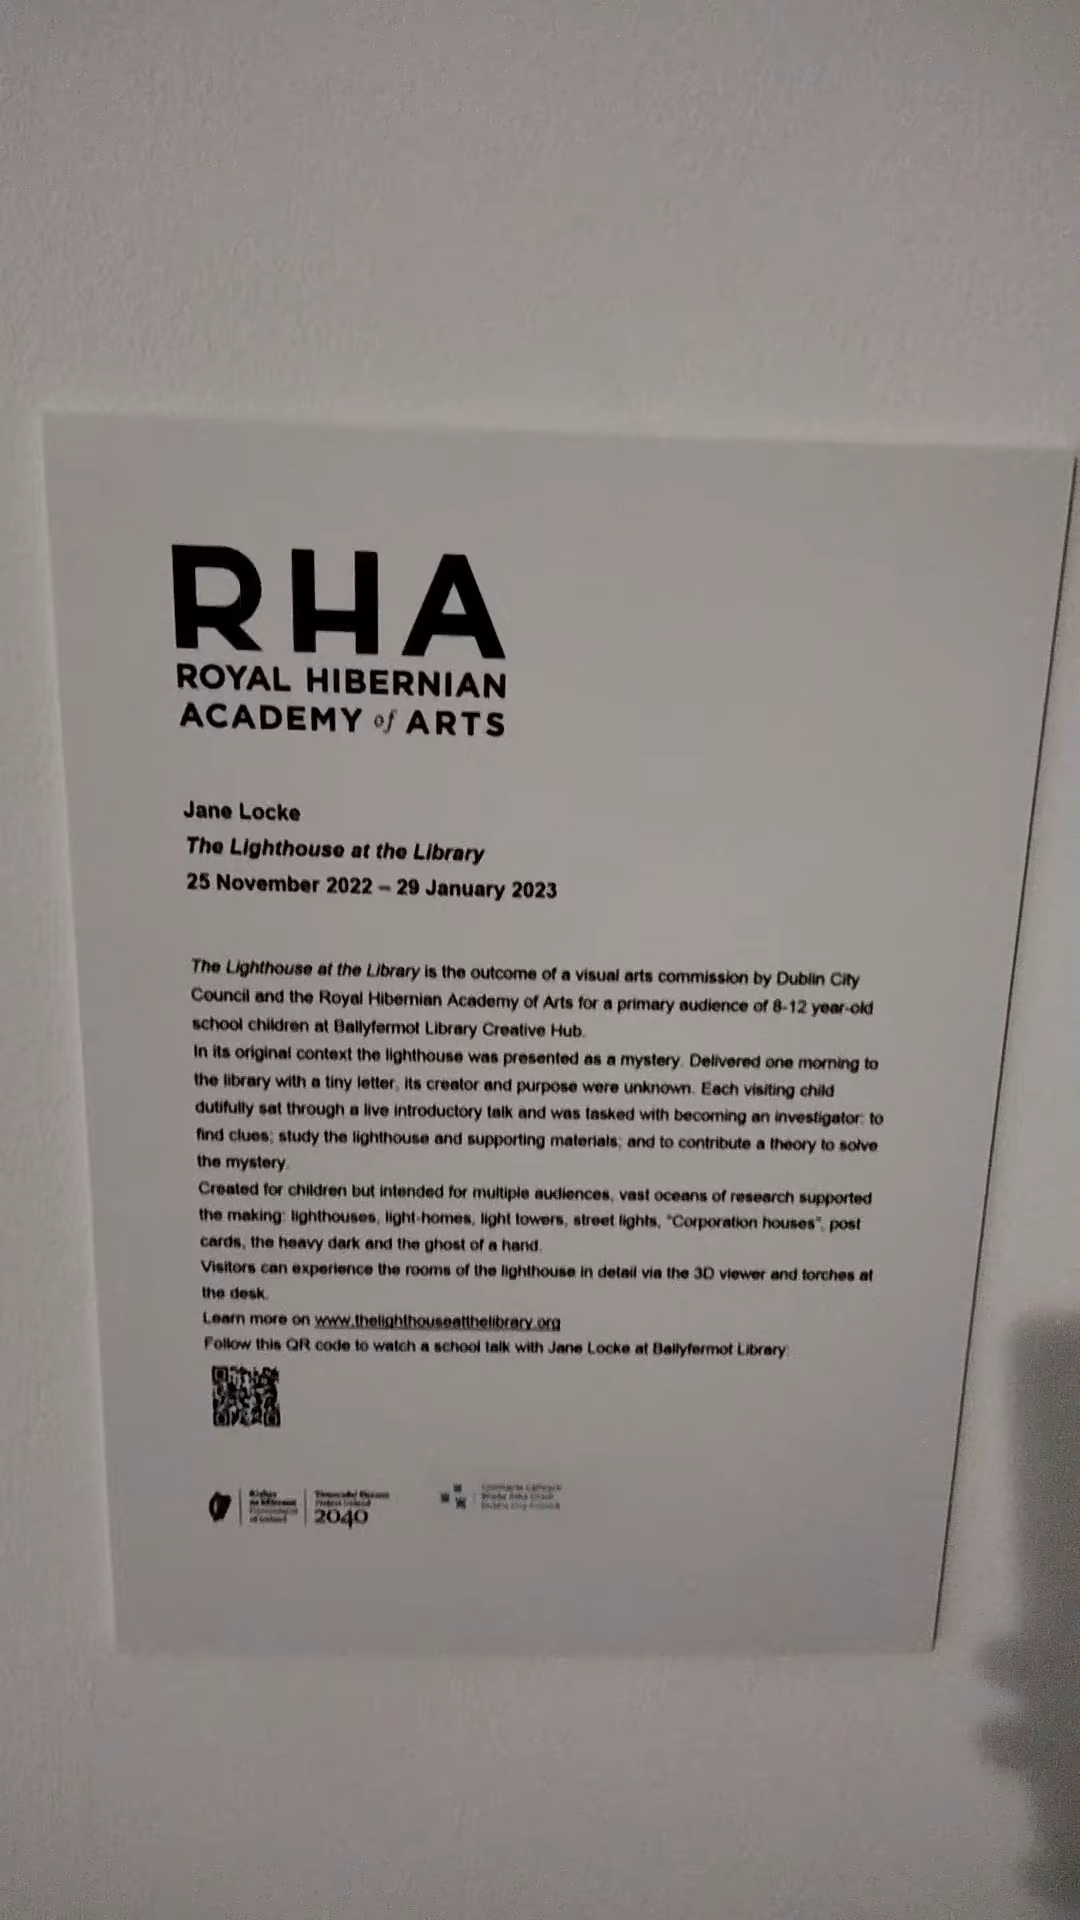 RHA
ROYAL HIBERNIAN
ACADEMY of ARTS
Jane Locke
The Lighthouse at the Library
25 November 2022 – 29 January 2023
The Lighthouse at the Library is the outcome of a visual arts commission by Dublin City
Council and the Royal Hibernian Academy of Arts for a primary audience of 8-12 year-old
school children at Ballyfermot Library Creative Hub.
In its original context the lighthouse was presented as a mystery. Delivered one morning to
the library with a tiny letter, its creator and purpose were unknown. Each visiting child
dutifully sat through a live introductory talk and was tasked with becoming an investigator: to
find clues; study the lighthouse and supporting materials; and to contribute a theory to solve
the mystery.
Created for children but intended for multiple audiences, vast oceans of research supported
the making: lighthouses, light-homes, light towers, street lights, "Corporation houses", post
cards, the heavy dark and the ghost of a hand.
Visitors can experience the rooms of the lighthouse in detail via the 3D viewer and torches at
the desk.
Learn more on www.thelighthouseatthelibrary.org
Follow this QR code to watch a school talk with Jane Locke at Ballyfermot Library:
2040